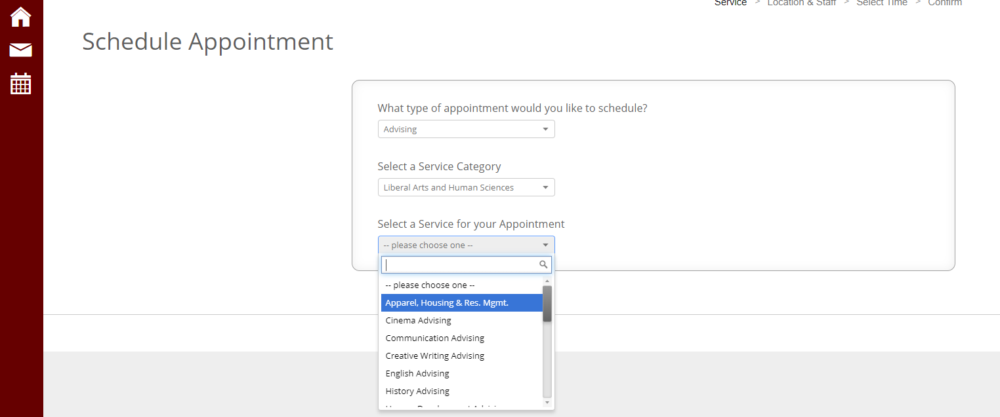 Service > Location & Staff > Select Time > Confirm
Schedule Appointment
What type of appointment would you like to schedule?
Advising
Select a Service Category
Liberal Arts and Human Sciences
Select a Service for your Appointment
-- please choose one --
-- please choose one --
Apparel, Housing & Res. Mgmt.
Cinema Advising
Communication Advising
Creative Writing Advising
English Advising
History Advising